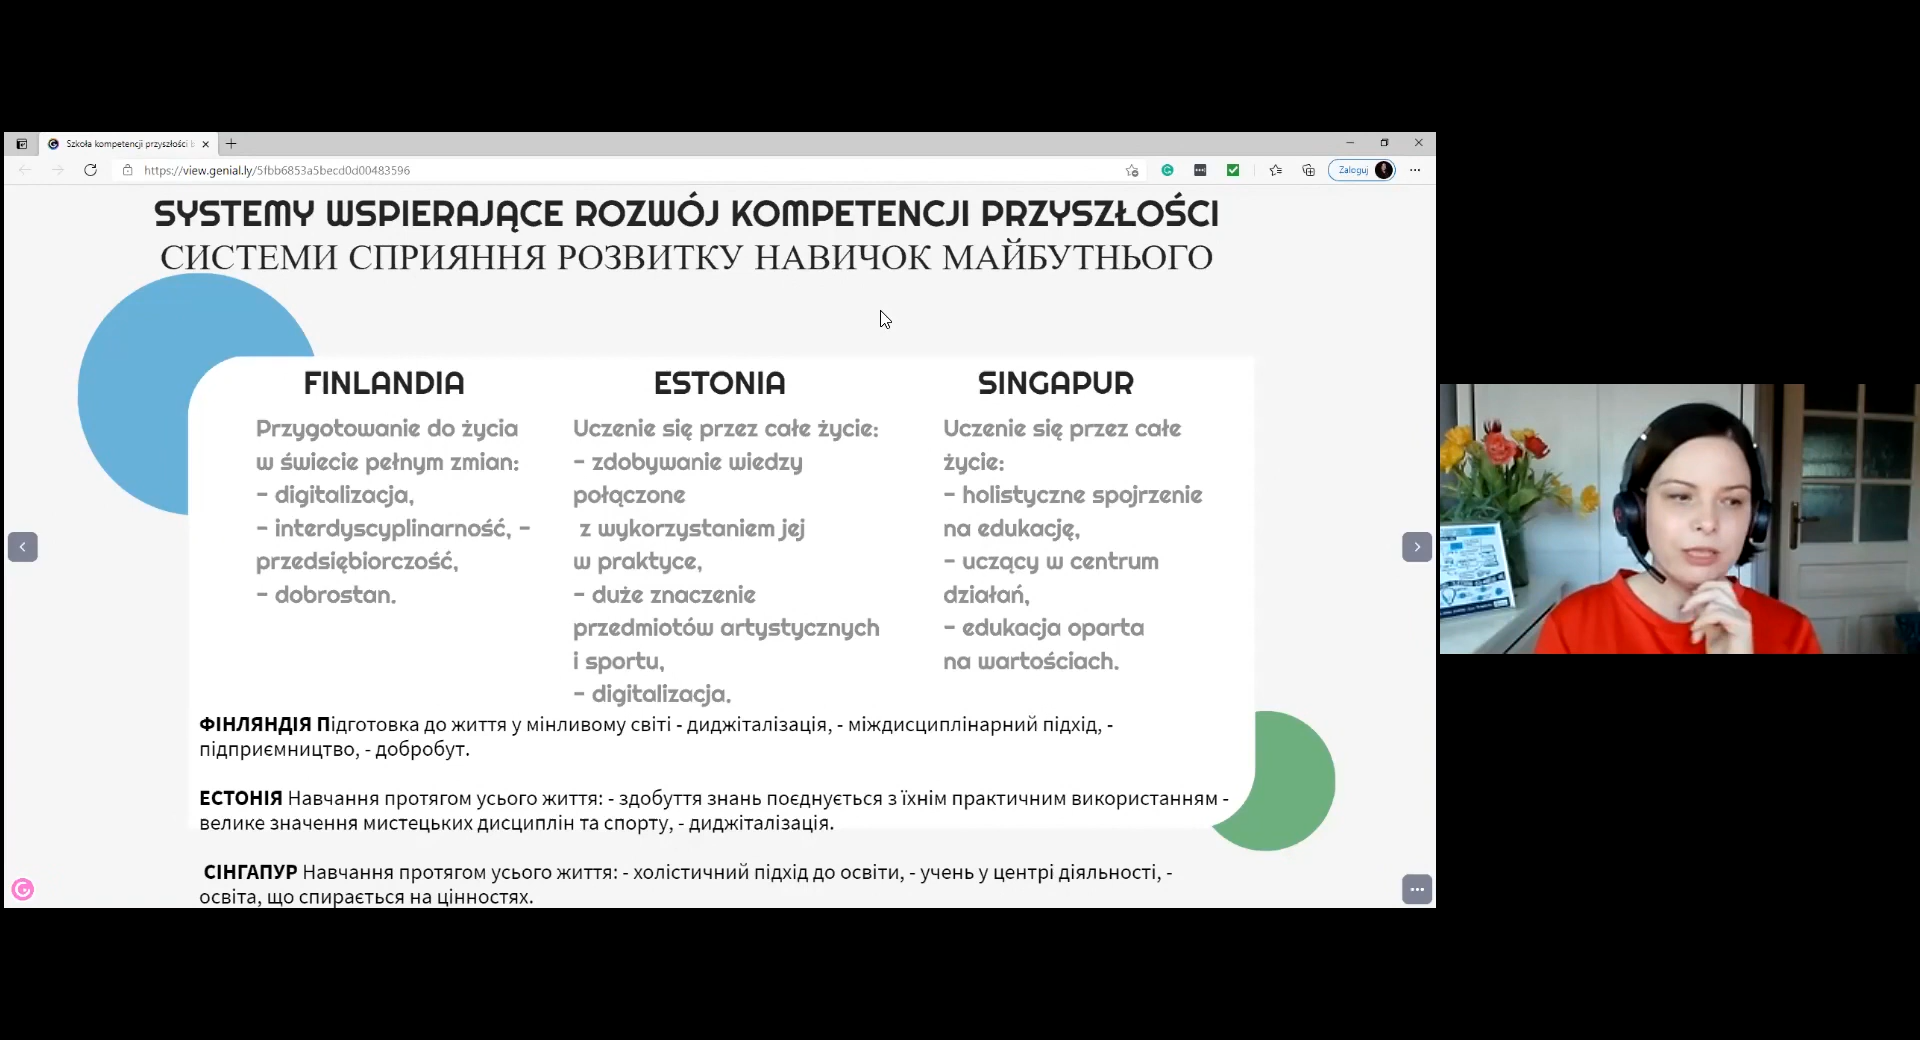 Szkoła kompetencji przyszłości
https://view.genial.ly/5fbb6853a5becd0d00483596
Zaloguj
SYSTEMY WSPIERAJĄCE ROZWÓJ KOMPETENCJI PRZYSZŁOŚCI
СИСТЕМИ СПРИЯННЯ РОЗВИТКУ НАВИЧОК МАЙБУТНЬОГО
FINLANDIA
Przygotowanie do życia
w świecie pełnym zmian:
- digitalizacja,
- interdyscyplinarność, -
przedsiębiorczość,
- dobrostan.
ESTONIA
Uczenie się przez całe życie:
- zdobywanie wiedzy
połączone
z wykorzystaniem jej
w praktyce,
- duże znaczenie
przedmiotów artystycznych
i sportu,
- digitalizacja.
SINGAPUR
Uczenie się przez całe
życie:
- holistyczne spojrzenie
na edukację,
- uczący w centrum
działań,
- edukacja oparta
na wartościach.
ФІНЛЯНДІЯ Підготовка до життя у мінливому світі - диджіталізація, - міждисциплінарний підхід, -
підприємництво, - добробут.
ЕСТОНІЯ Навчання протягом усього життя: - здобуття знань поєднується з їхнім практичним використанням -
велике значення мистецьких дисциплін та спорту, - диджіталізація.
СІНГАПУР Навчання протягом усього життя: - холістичний підхід до освіти, - учень у центрі діяльності, -
освіта, що спирається на цінностях.